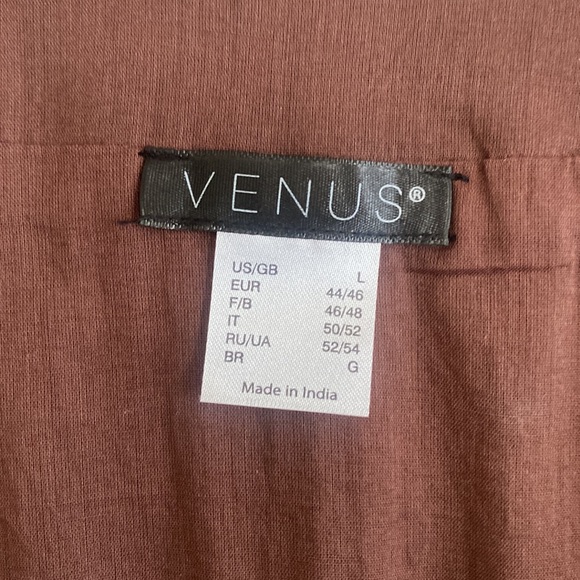 VENUS®
US/GB L
EUR 44/46
F/B 46/48
IT 50/52
RU/UA 52/54
BR G
Made in India